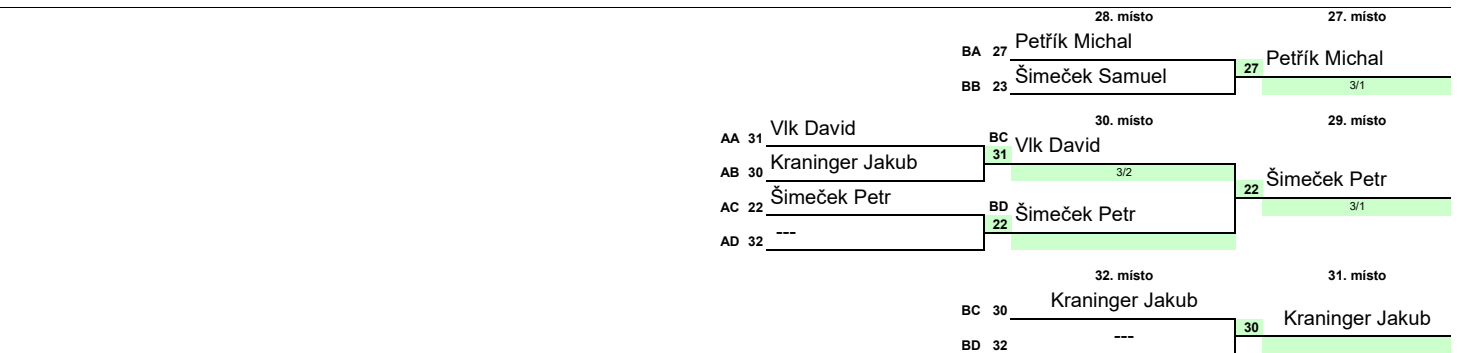 28. místo 27. místo
BA 27 Petřík Michal
27 Petřík Michal
BB 23 Šimeček Samuel
3/1
30. místo 29. místo
AA 31 Vlk David
BC 31 Vlk David
AB 30 Kraninger Jakub
3/2
22 Šimeček Petr
AC 22 Šimeček Petr
BD 22 Šimeček Petr
3/1
AD 32 ---
32. místo 31. místo
BC 30 Kraninger Jakub
30 Kraninger Jakub
BD 32 ---